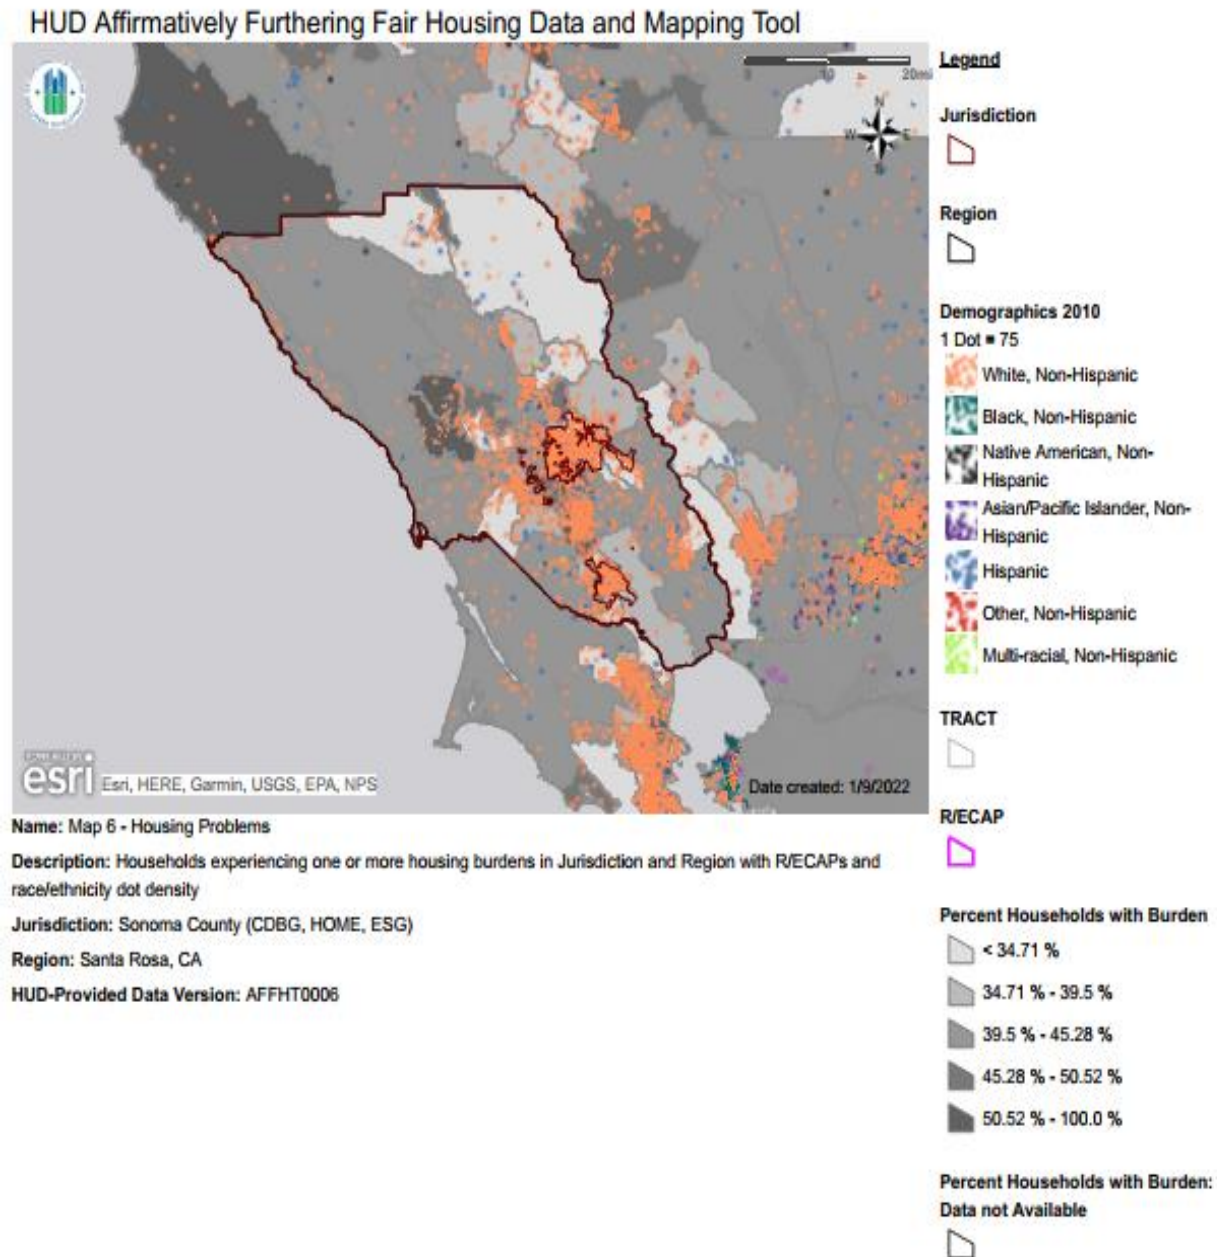 HUD Affirmatively Furthering Fair Housing Data and Mapping Tool
0 10 20mi
N
W E
S
esri
Esri, HERE, Garmin, USGS, EPA, NPS
Date created: 1/9/2022
Name: Map 6 - Housing Problems
Description: Households experiencing one or more housing burdens in Jurisdiction and Region with R/ECAPs and
race/ethnicity dot density
Jurisdiction: Sonoma County (CDBG, HOME, ESG)
Region: Santa Rosa, CA
HUD-Provided Data Version: AFFHT0006
Legend
Jurisdiction
Region
Demographics 2010
1 Dot = 75
White, Non-Hispanic
Black, Non-Hispanic
Native American, Non-
Hispanic
Asian/Pacific Islander, Non-
Hispanic
Hispanic
Other, Non-Hispanic
Multi-racial, Non-Hispanic
TRACT
R/ECAP
Percent Households with Burden
< 34.71 %
34.71 % - 39.5 %
39.5 % - 45.28 %
45.28 % - 50.52 %
50.52 % - 100.0 %
Percent Households with Burden:
Data not Available